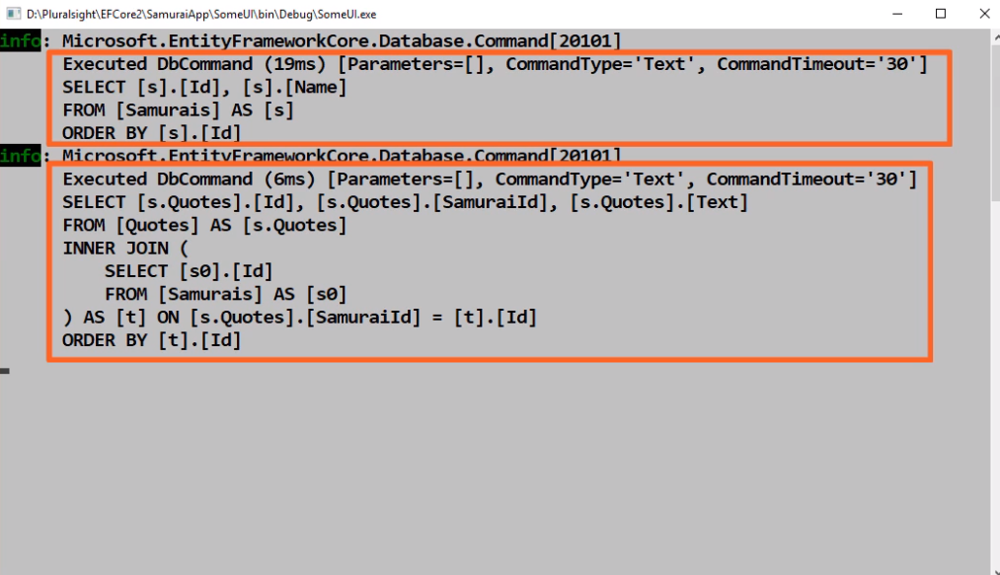 D:\Pluralsight\EFCore2\SamuraiApp\SomeUI\bin\Debug\SomeUI.exe
info: Microsoft.EntityFrameworkCore.Database.Command[20101]
Executed DbCommand (19ms) [Parameters=[], CommandType='Text', CommandTimeout='30']
SELECT [s].[Id], [s].[Name]
FROM [Samurais] AS [s]
ORDER BY [s].[Id]
info: Microsoft.EntityFrameworkCore.Database.Command[20101]
Executed DbCommand (6ms) [Parameters=[], CommandType='Text', CommandTimeout='30']
SELECT [s.Quotes].[Id], [s.Quotes].[SamuraiId], [s.Quotes].[Text]
FROM [Quotes] AS [s.Quotes]
INNER JOIN (
    SELECT [s0].[Id]
    FROM [Samurais] AS [s0]
) AS [t] ON [s.Quotes].[SamuraiId] = [t].[Id]
ORDER BY [t].[Id]